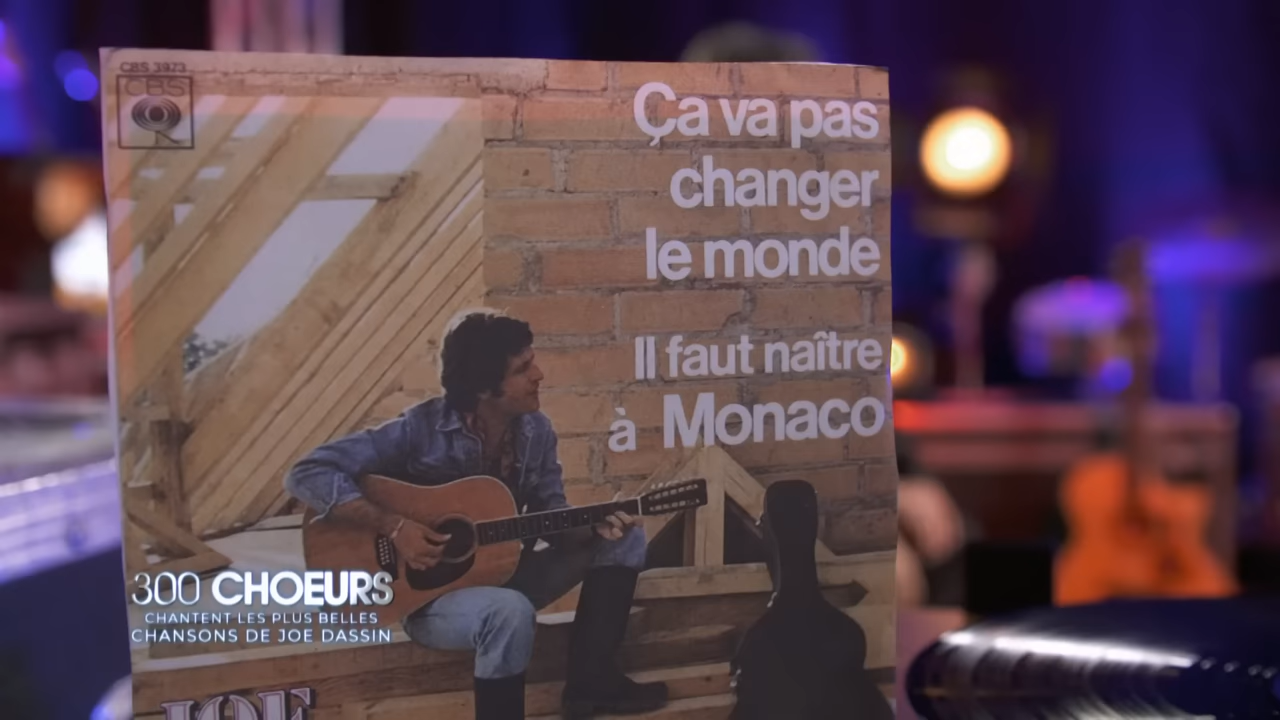 CBS 3973
CBS
Ça va pas
changer
le monde
Il faut naître
à Monaco
300 CHOEURS
CHANTENT LES PLUS BELLES
CHANSONS DE JOE DASSIN
JOE